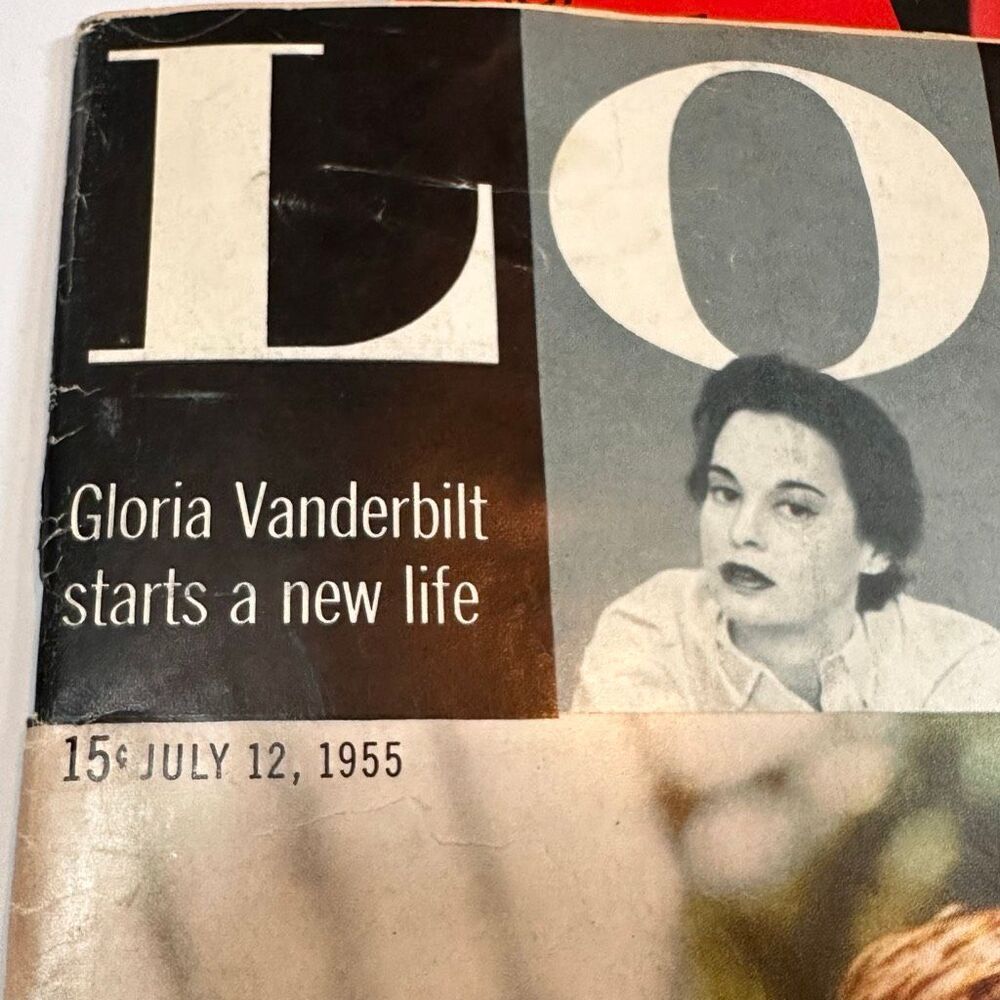 LO
Gloria Vanderbilt
starts a new life
15¢ JULY 12, 1955